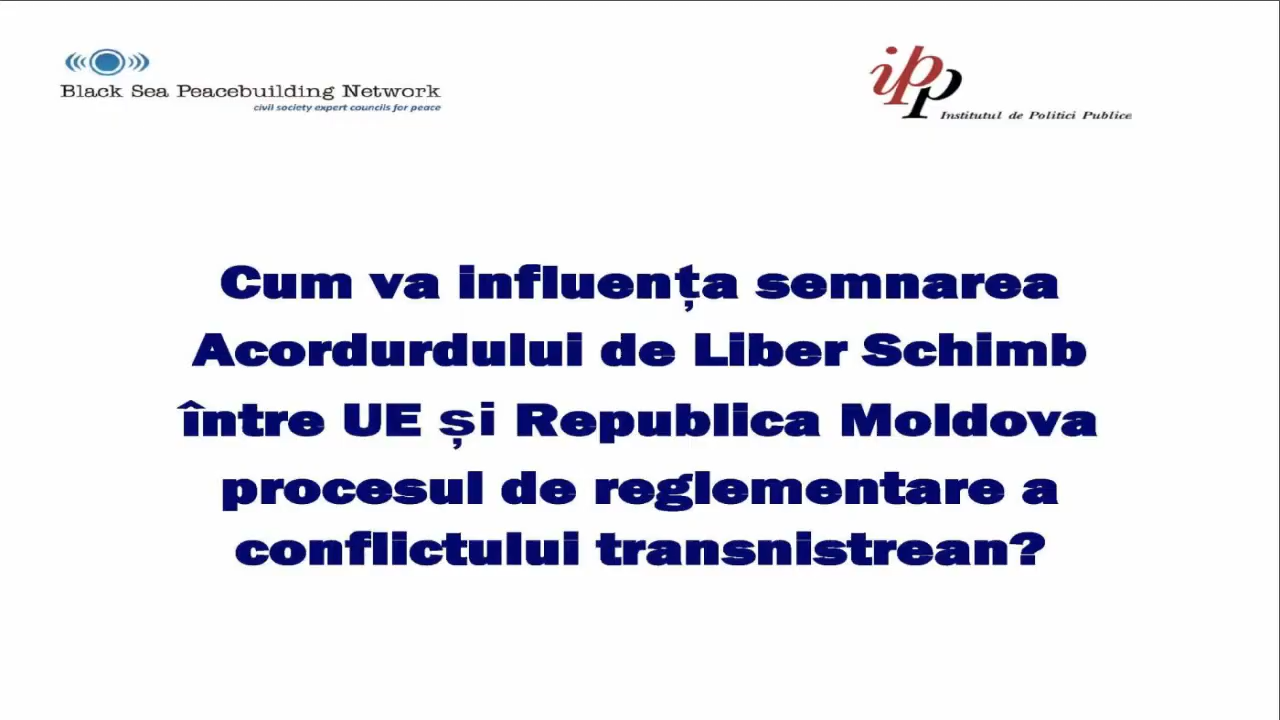 Black Sea Peacebuilding Network
civil society expert councils for peace
ipp
Institutul de Politici Publice
Cum va influența semnarea
Acordurdului de Liber Schimb
între UE și Republica Moldova
procesul de reglementare a
conflictului transnistrean?